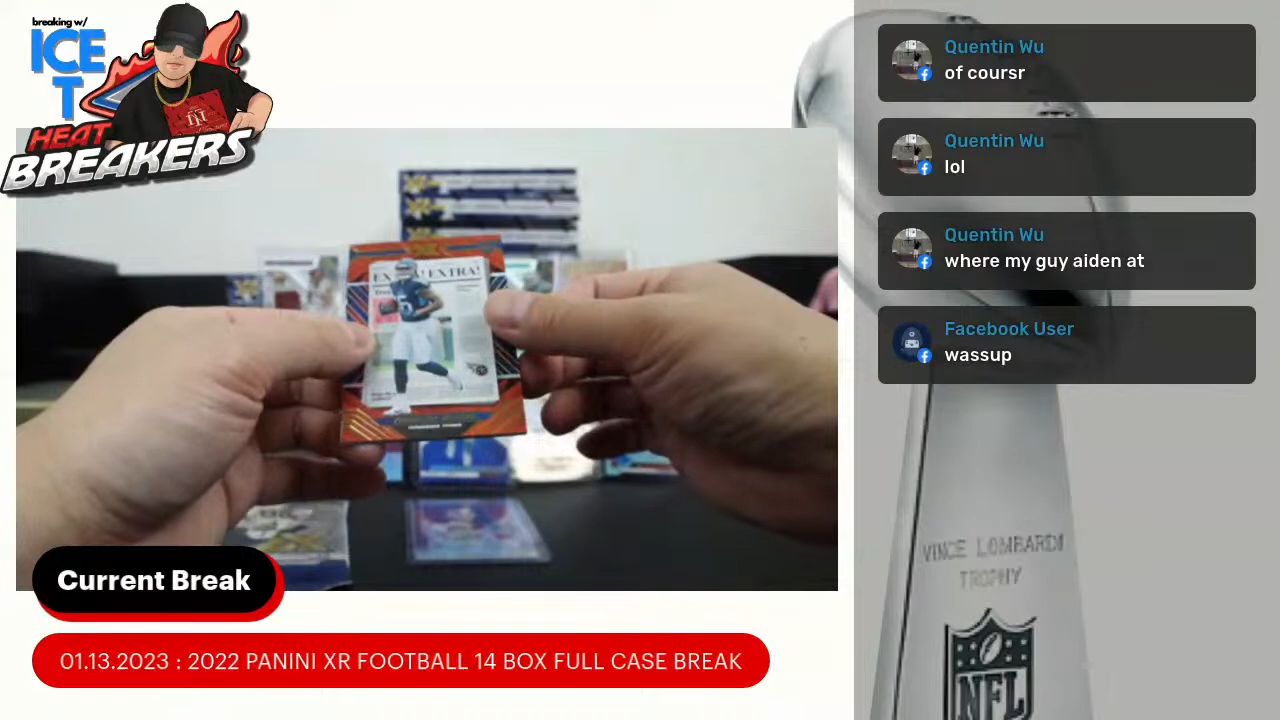 breaking w/
ICE
T
HEAT
BREAKERS
EXTRA! EXTRA!
Current Break
01.13.2023 : 2022 PANINI XR FOOTBALL 14 BOX FULL CASE BREAK
Quentin Wu
of coursr
Quentin Wu
lol
Quentin Wu
where my guy aiden at
Facebook User
wassup
VINCE LOMBARDI
TROPHY
NFL